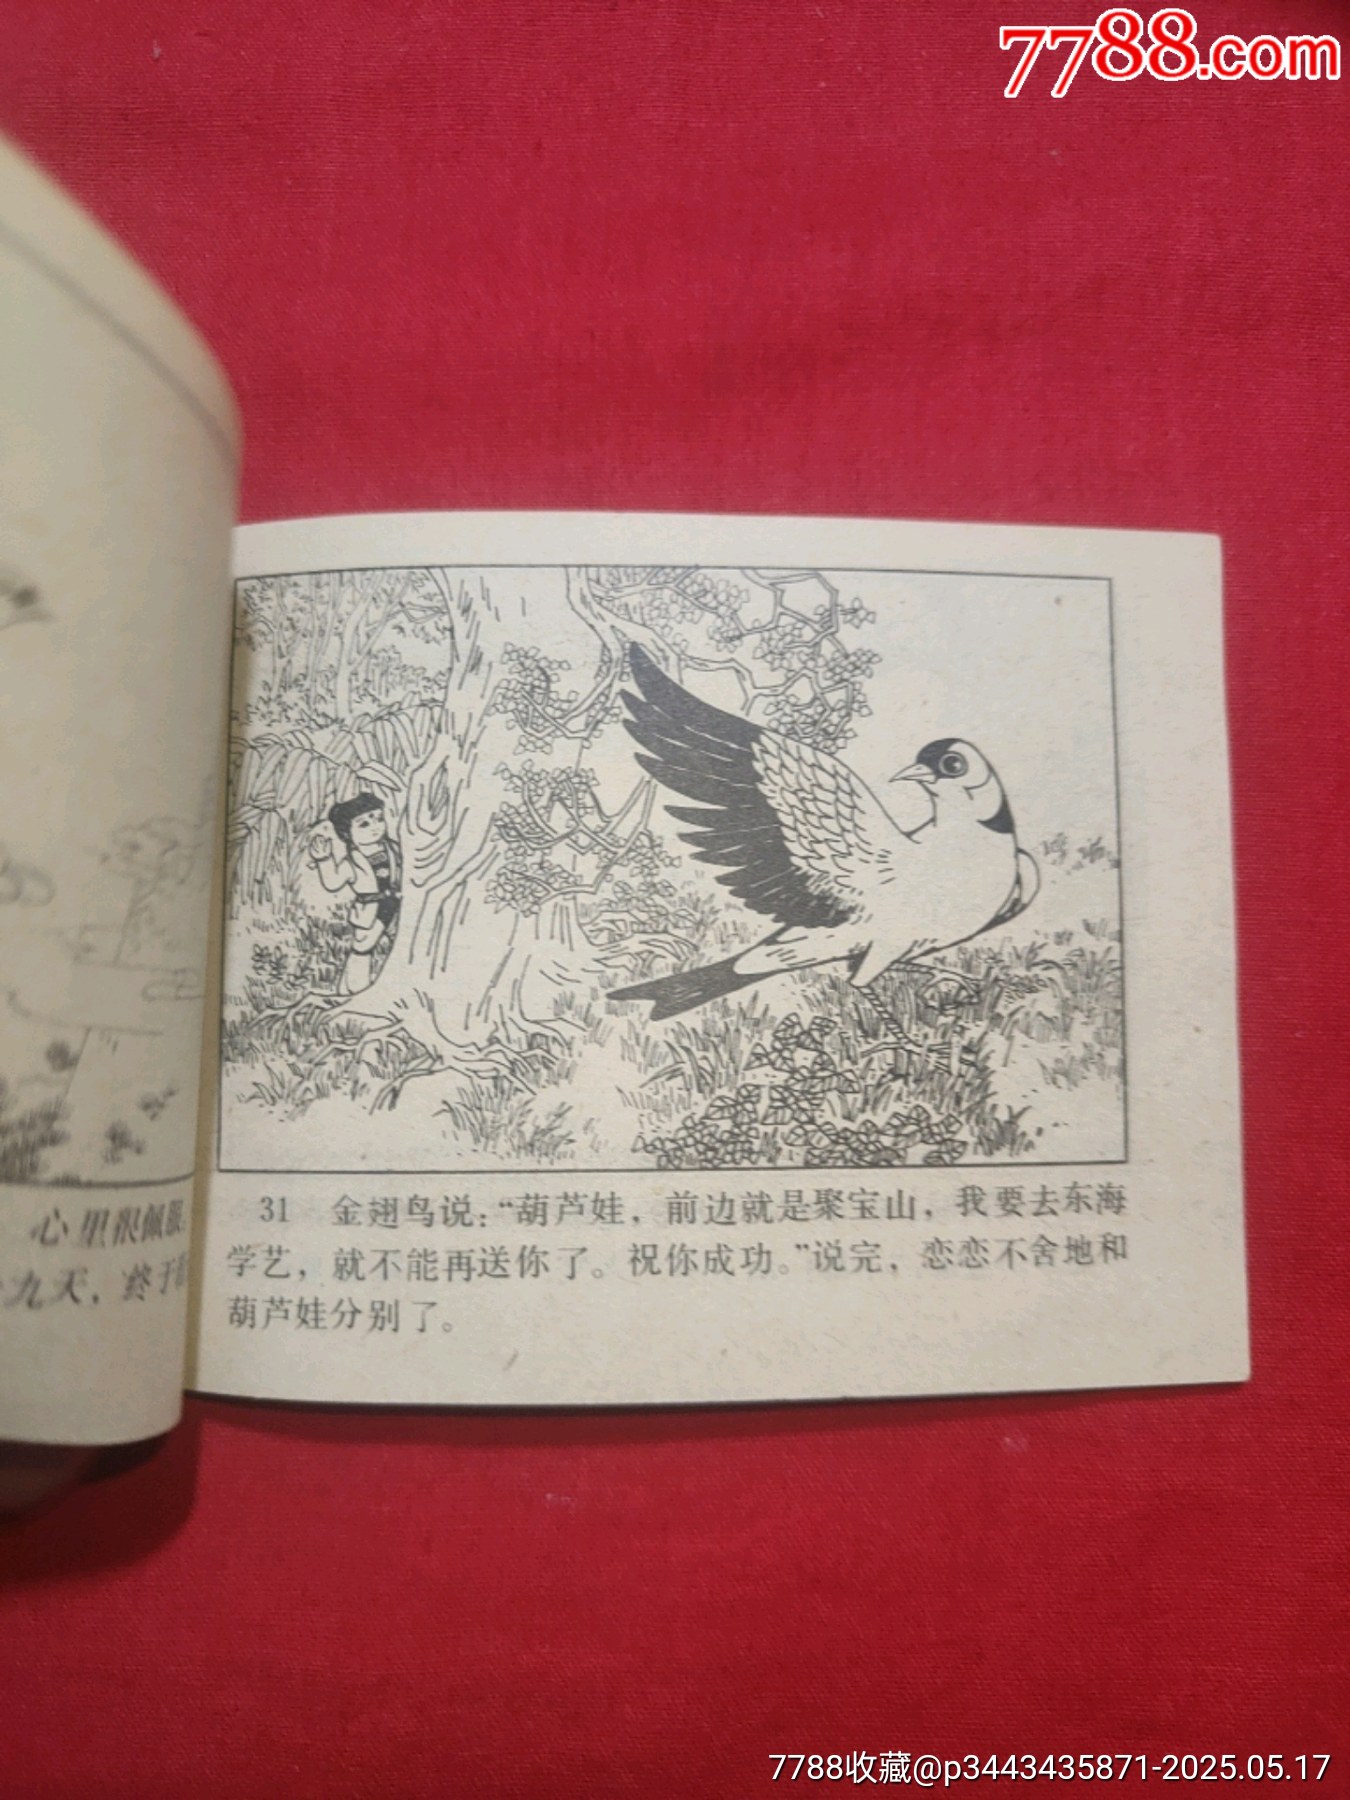 7788.com
心里很佩服
九天，终于
31 金翅鸟说：“葫芦娃，前边就是聚宝山，我要去东海
学艺，就不能再送你了。祝你成功。”说完，恋恋不舍地和
葫芦娃分别了。
7788收藏@p3443435871-2025.05.17